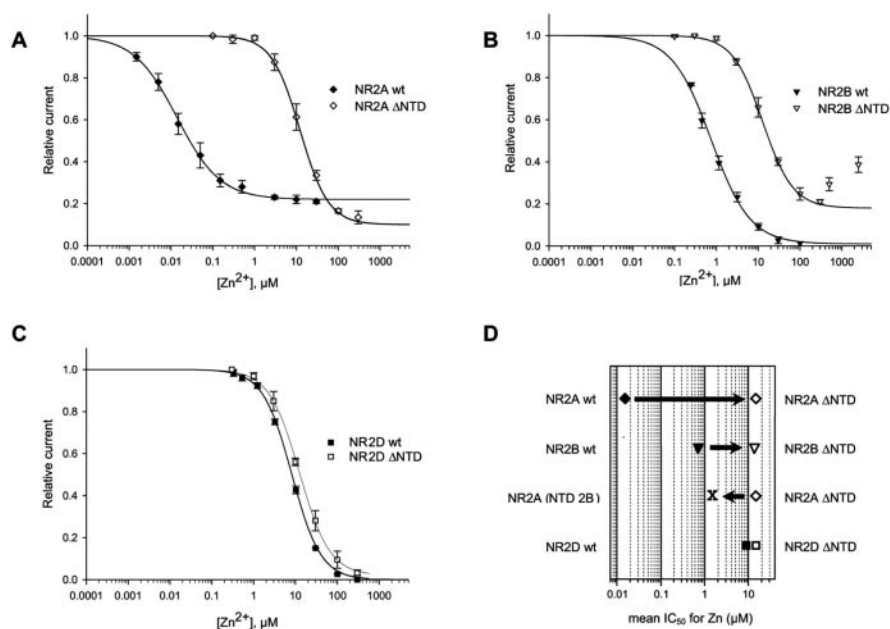 A
Relative current
1.0
0.8
0.6
0.4
0.2
0.0
0.0001
0.001
0.01
0.1
1
10
100
1000
[Zn2+], μM
NR2A wt
NR2A ΔNTD
B
Relative current
1.0
0.8
0.6
0.4
0.2
0.0
0.0001
0.001
0.01
0.1
1
10
100
1000
[Zn2+], μM
NR2B wt
NR2B ΔNTD
C
Relative current
1.0
0.8
0.6
0.4
0.2
0.0
0.0001
0.001
0.01
0.1
1
10
100
1000
[Zn2+], μM
NR2D wt
NR2D ΔNTD
D
NR2A wt
NR2A ΔNTD
NR2B wt
NR2B ΔNTD
NR2A (NTD 2B)
X
NR2A ΔNTD
NR2D wt
NR2D ΔNTD
0.01
0.1
1
10
mean IC50 for Zn (μM)